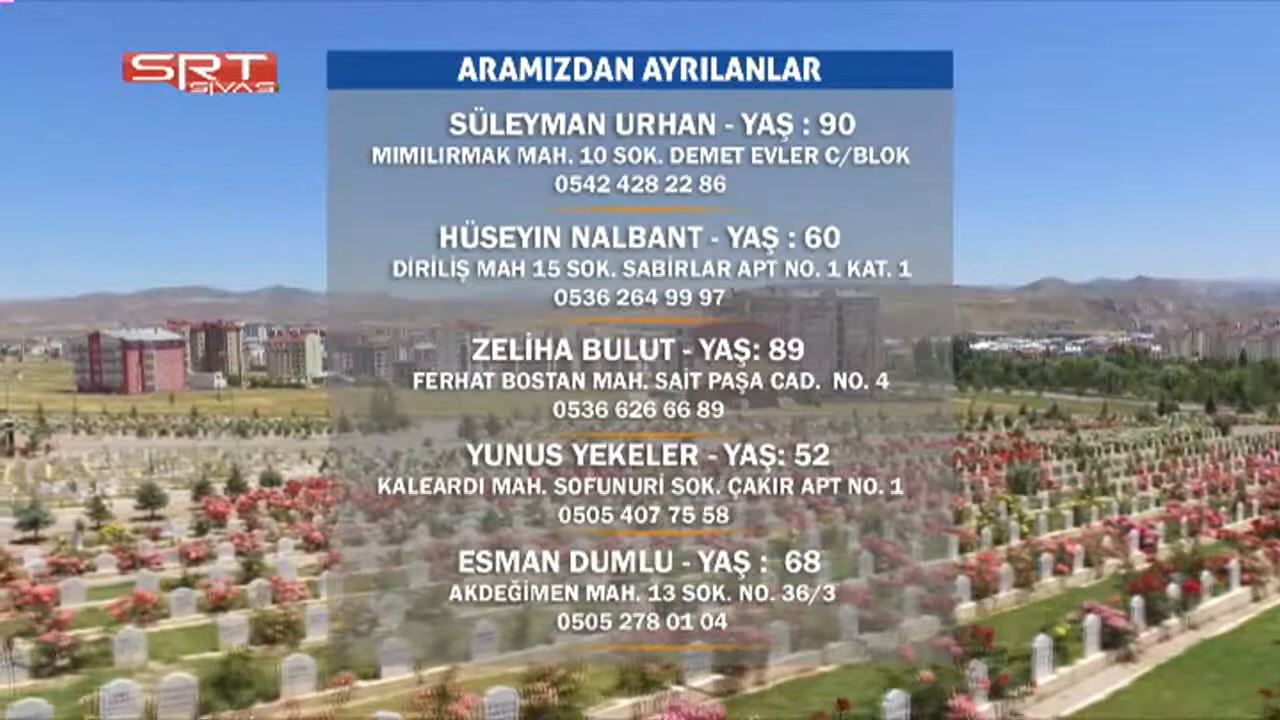 SRT
SİVAS
ARAMIZDAN AYRILANLAR
SÜLEYMAN URHAN - YAŞ : 90
MIMILIRMAK MAH. 10 SOK. DEMET EVLER C/BLOK
0542 428 22 86
HÜSEYIN NALBANT - YAŞ : 60
DİRİLİŞ MAH 15 SOK. SABIRLAR APT NO. 1 KAT. 1
0536 264 99 97
ZELİHA BULUT - YAŞ: 89
FERHAT BOSTAN MAH. SAİT PAŞA CAD. NO. 4
0536 626 66 89
YUNUS YEKELER - YAŞ: 52
KALEARDI MAH. SOFUNURİ SOK. ÇAKIR APT NO. 1
0505 407 75 58
ESMAN DUMLU - YAŞ : 68
AKDEĞİMEN MAH. 13 SOK. NO. 36/3
0505 278 01 04